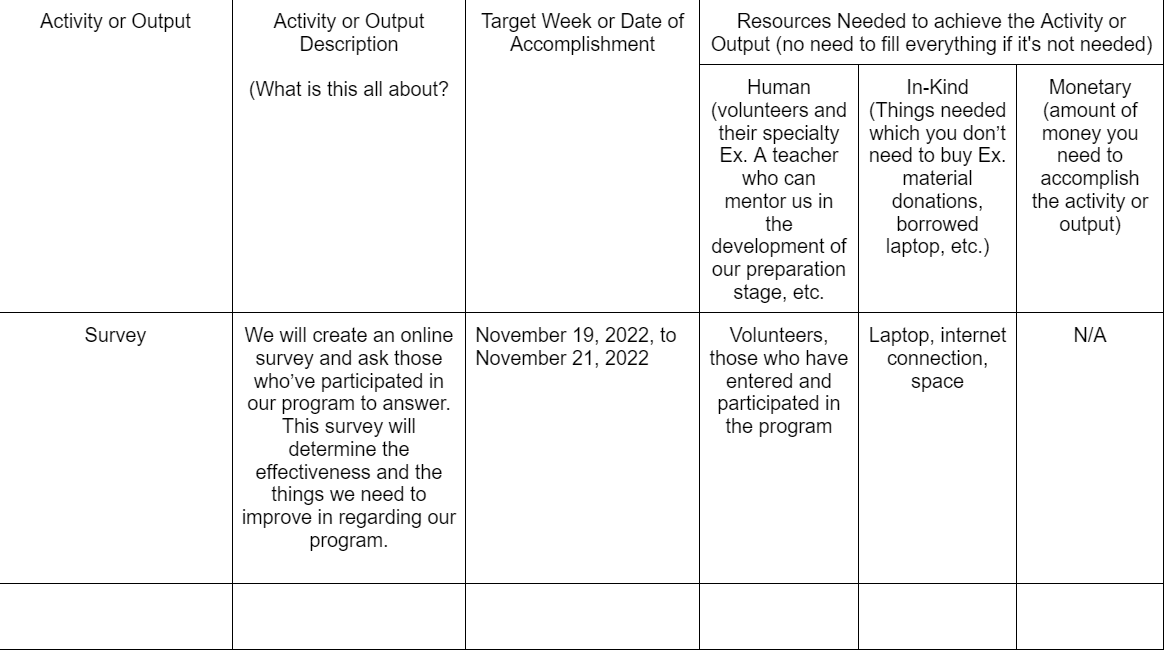 Activity or Output
Activity or Output
Description
(What is this all about?
Target Week or Date of
Accomplishment
Resources Needed to achieve the Activity or
Output (no need to fill everything if it's not needed)
Human
(volunteers and
their specialty
Ex. A teacher
who can
mentor us in
the
development of
our preparation
stage, etc.
In-Kind
(Things needed
which you don’t
need to buy Ex.
material
donations,
borrowed
laptop, etc.)
Monetary
(amount of
money you
need to
accomplish
the activity or
output)
Survey
We will create an online
survey and ask those
who’ve participated in
our program to answer.
This survey will
determine the
effectiveness and the
things we need to
improve in regarding our
program.
November 19, 2022, to
November 21, 2022
Volunteers,
those who have
entered and
participated in
the program
Laptop, internet
connection,
space
N/A